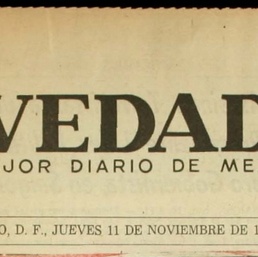 VEDAD
JOR DIARIO DE ME
O, D. F., JUEVES 11 DE NOVIEMBRE DE 1